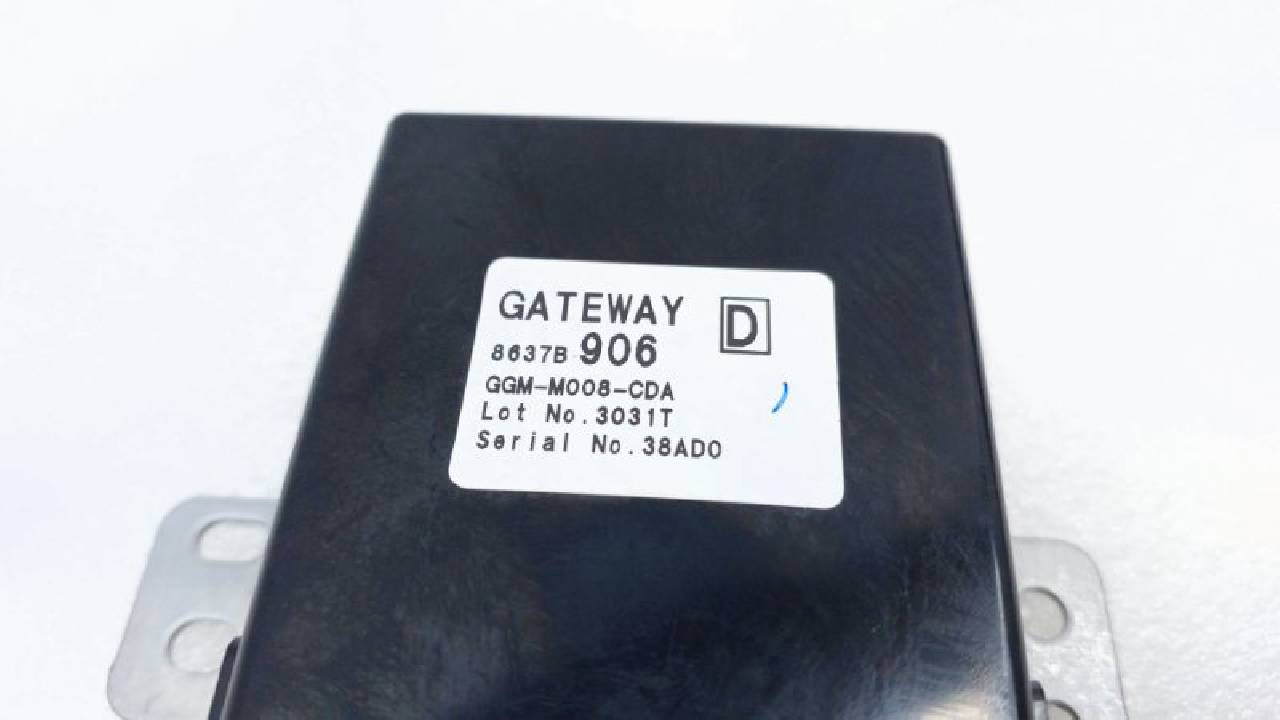 GATEWAY D
8637B 906
GGM-M008-CDA
Lot No.3031T
Serial No.38AD0